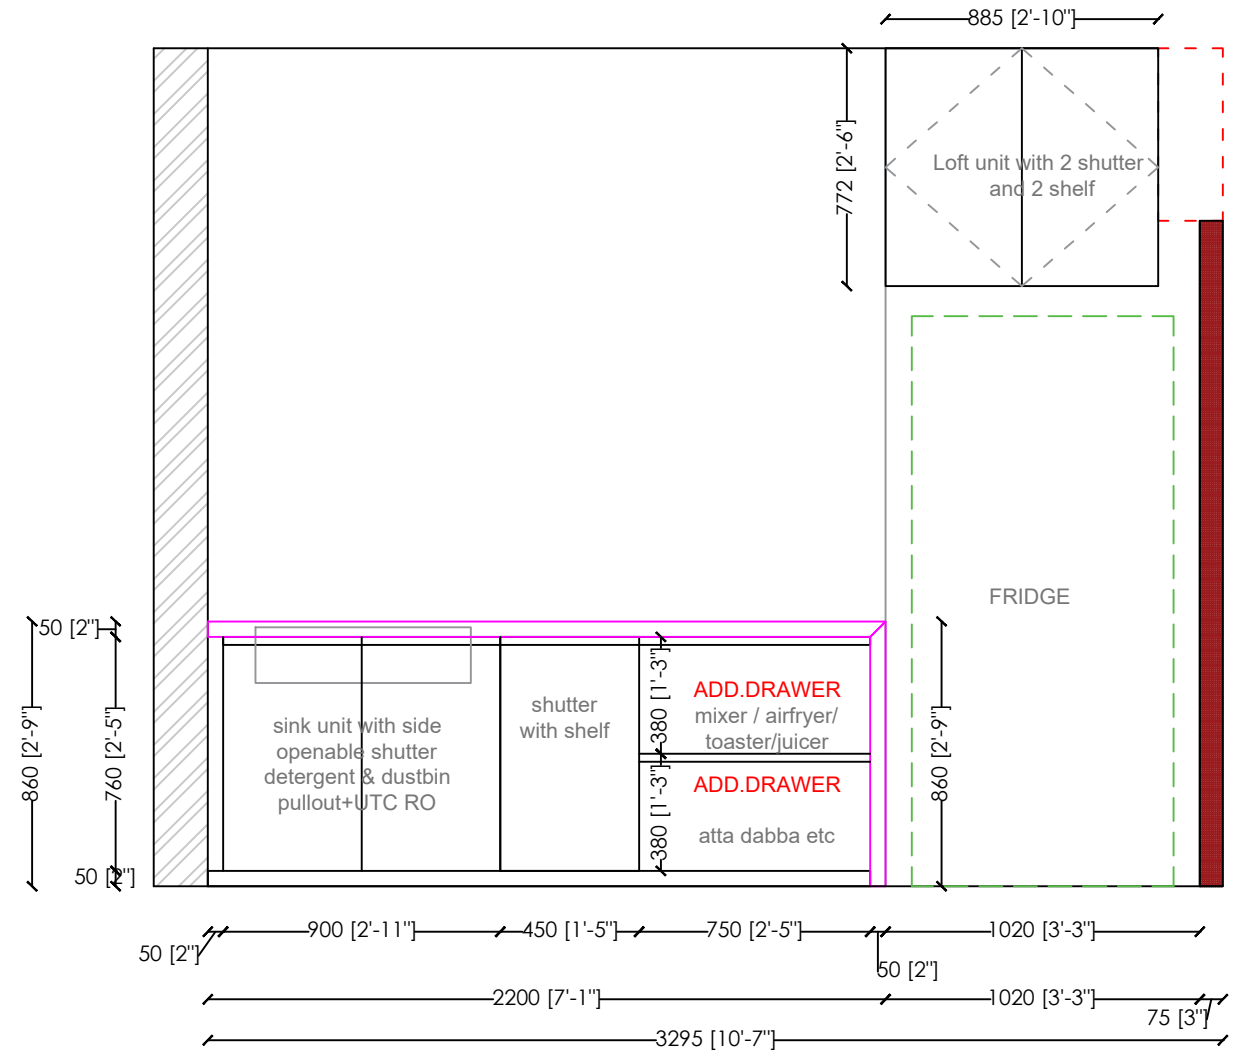 885 [2'-10"]
772 [2'-6"]
Loft unit with 2 shutter
and 2 shelf
FRIDGE
50 [2"]
860 [2'-9"]
760 [2'-5"]
50 [2"]
sink unit with side
openable shutter
detergent & dustbin
pullout+UTC RO
shutter
with shelf
380 [1'-3"]
380 [1'-3"]
ADD.DRAWER
mixer / airfryer/
toaster/juicer
ADD.DRAWER
atta dabba etc
860 [2'-9"]
50 [2"]
900 [2'-11"]
450 [1'-5"]
750 [2'-5"]
50 [2"]
1020 [3'-3"]
2200 [7'-1"]
1020 [3'-3"]
75 [3"]
3295 [10'-7"]